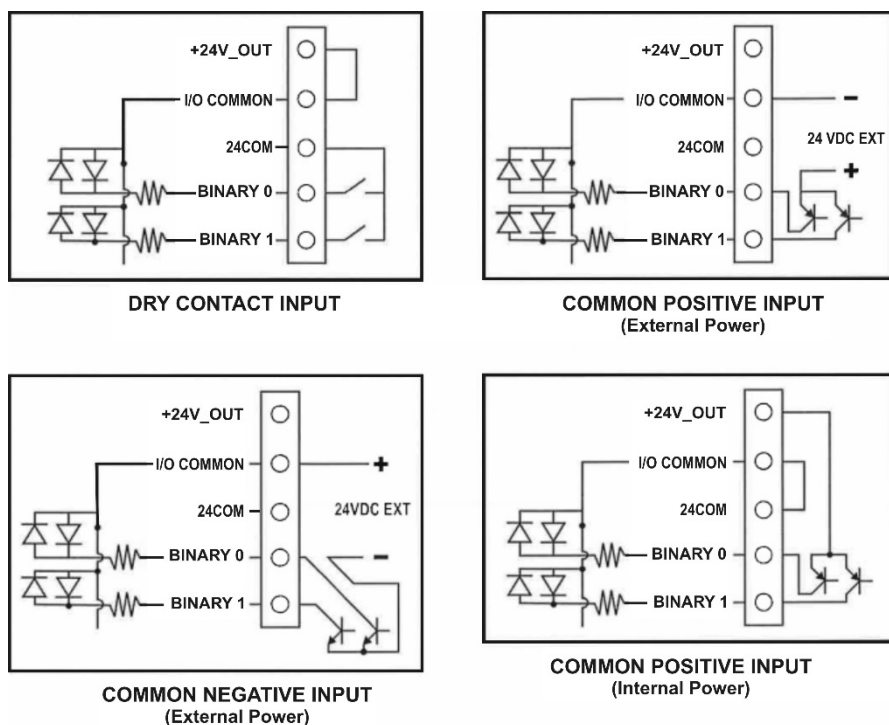 +24V_OUT
I/O COMMON
24COM
BINARY 0
BINARY 1
DRY CONTACT INPUT
+24V_OUT
I/O COMMON
-
24COM
24 VDC EXT
+
BINARY 0
BINARY 1
COMMON POSITIVE INPUT
(External Power)
+24V_OUT
I/O COMMON
+
24COM
24VDC EXT
-
BINARY 0
BINARY 1
COMMON NEGATIVE INPUT
(External Power)
+24V_OUT
I/O COMMON
24COM
BINARY 0
BINARY 1
COMMON POSITIVE INPUT
(Internal Power)